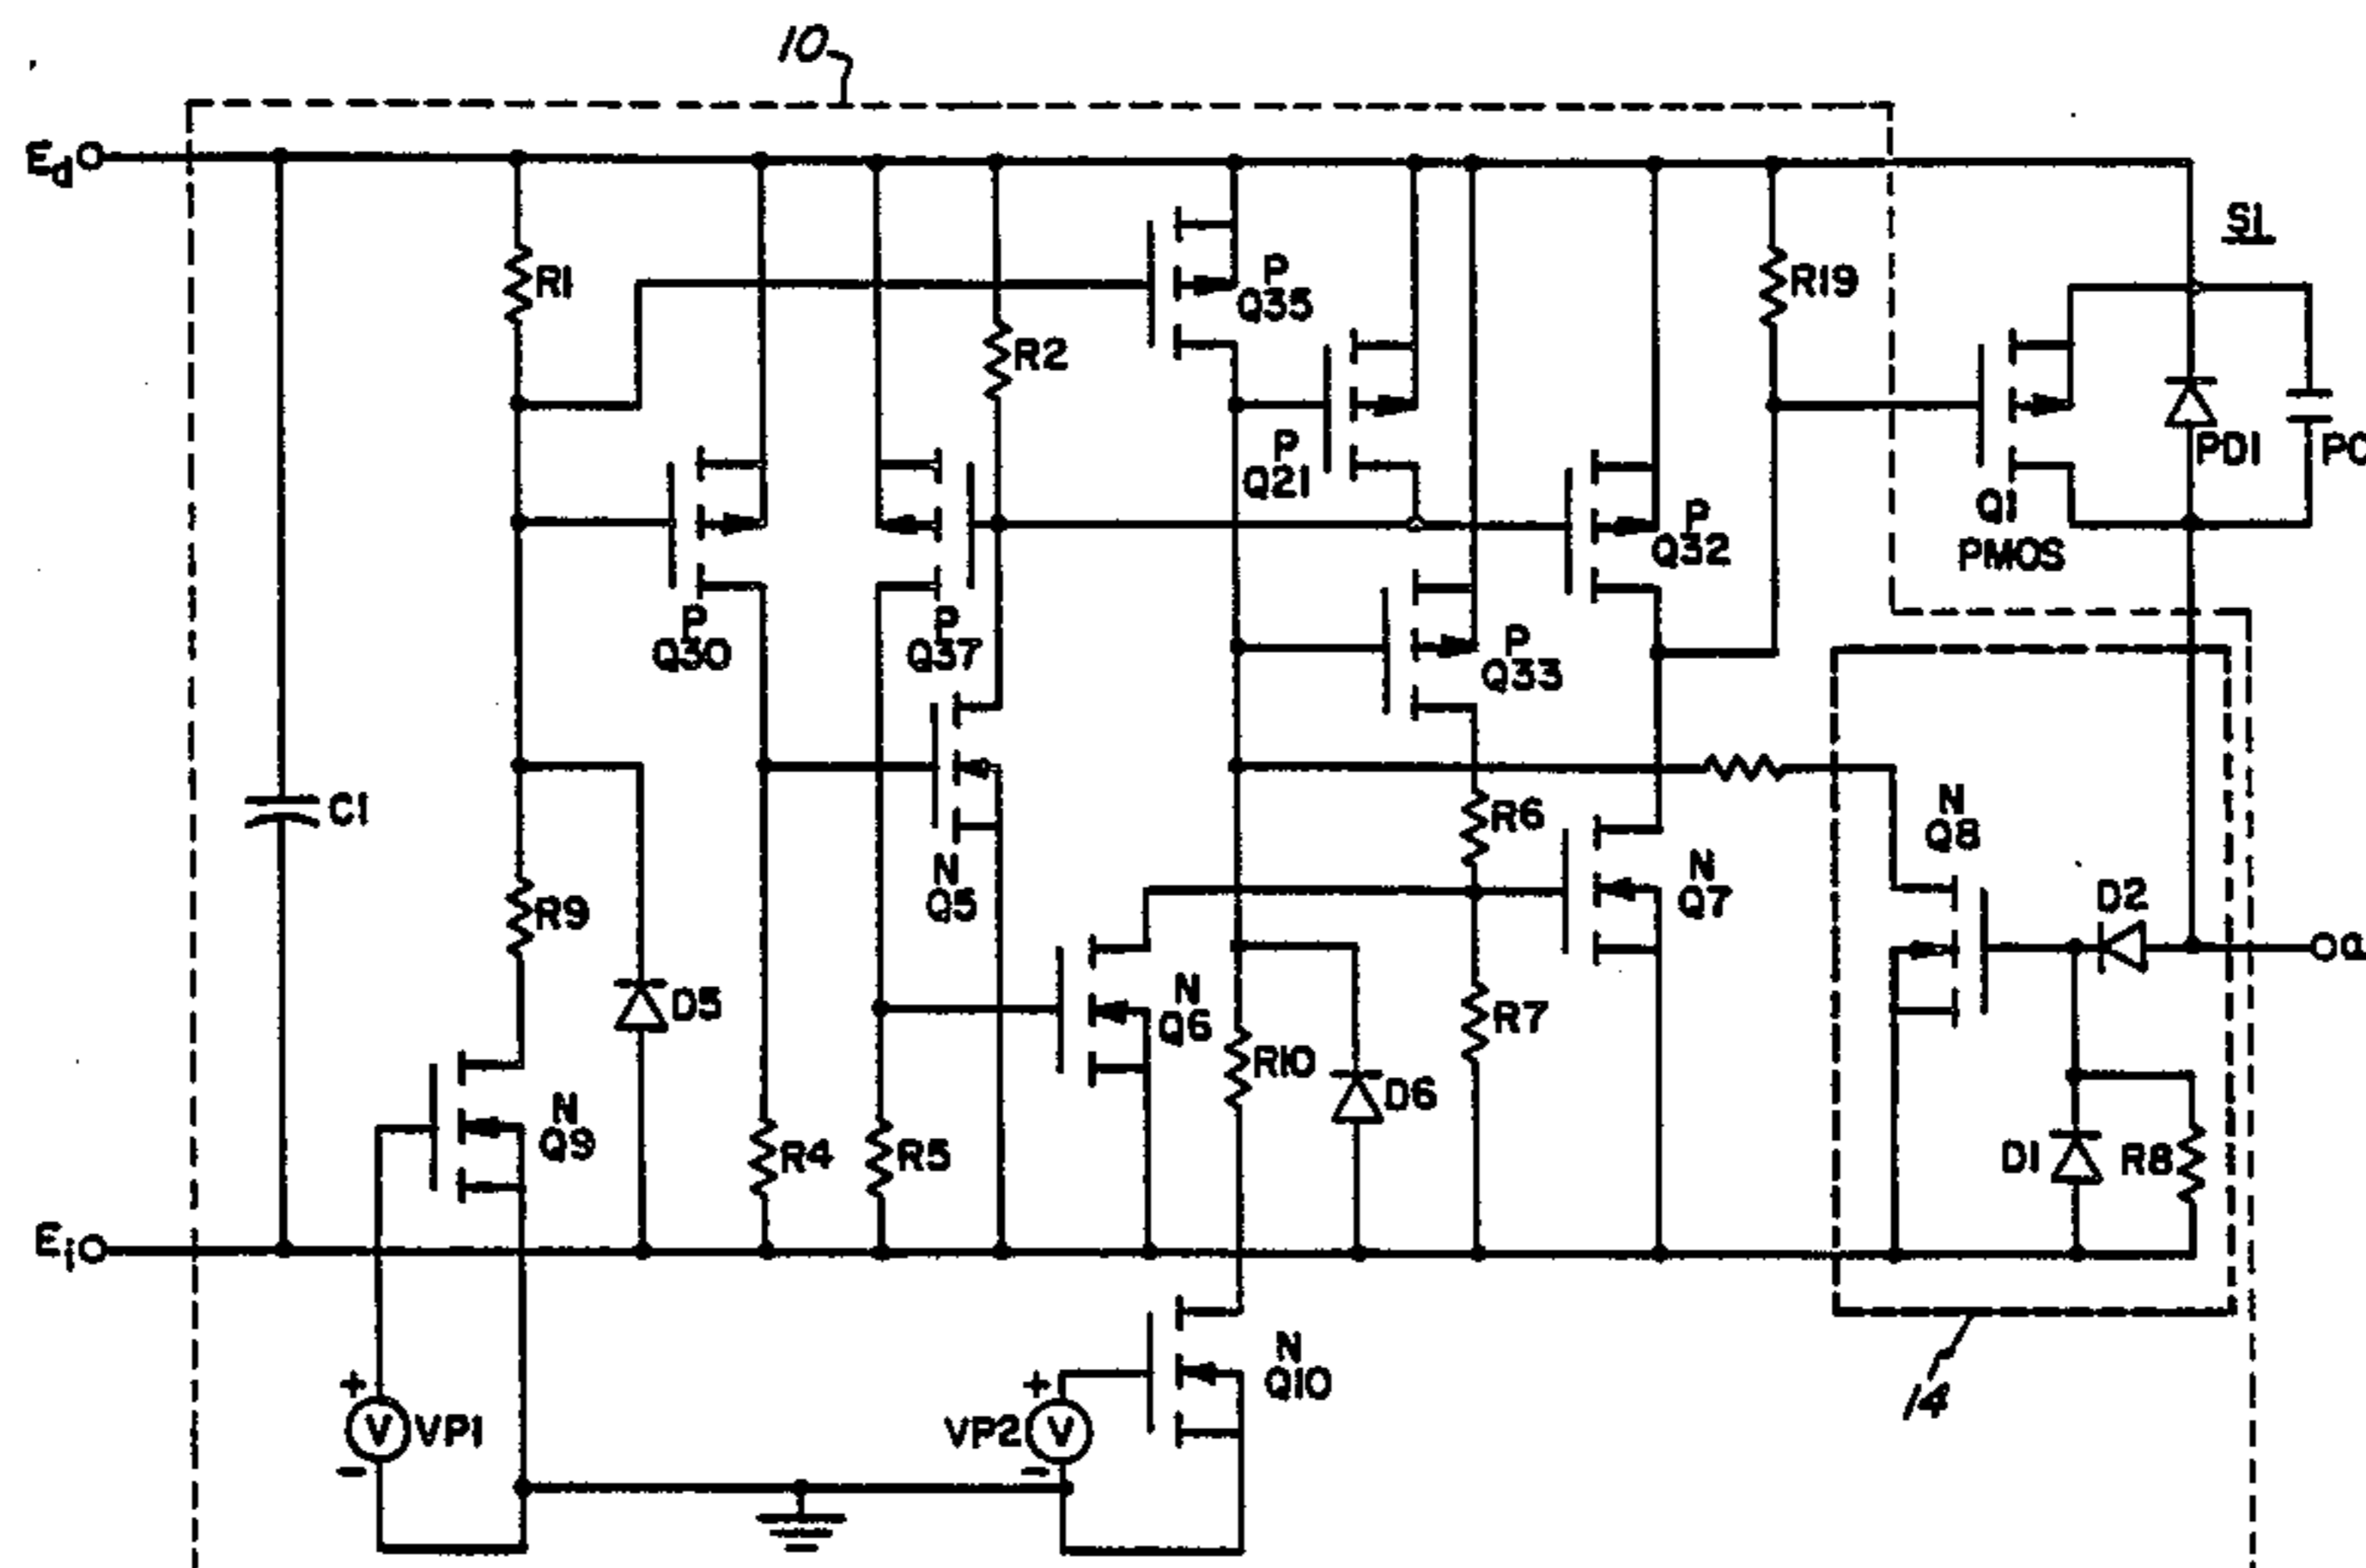 10
Ed
S1
R1
R19
P
Q35
R2
P
Q21
PD1
Q1
PMOS
P
Q32
P
Q30
P
Q37
P
Q33
C1
R6
N
Q8
N
Q5
N
Q7
D2
R9
a
D5
N
Q6
R7
R10
D6
N
Q9
R4
R5
D1
R8
Ei
N
Q10
14
+
V
VP1
−
+
VP2
V
−